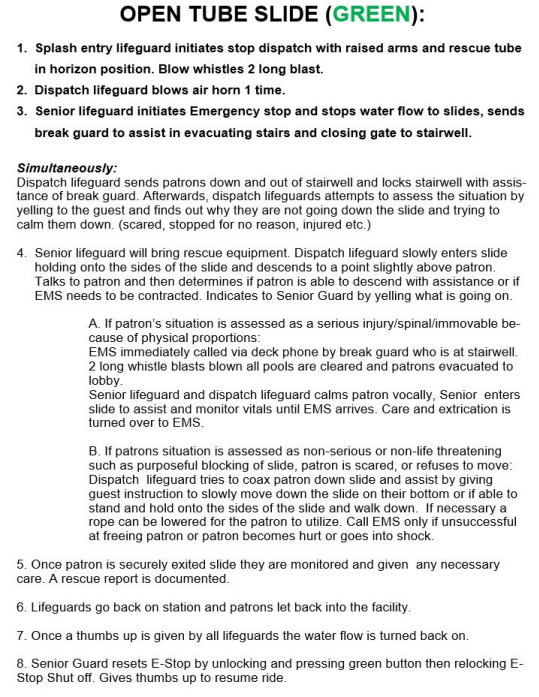 OPEN TUBE SLIDE (GREEN):
1. Splash entry lifeguard initiates stop dispatch with raised arms and rescue tube
in horizon position. Blow whistles 2 long blast.
2. Dispatch lifeguard blows air horn 1 time.
3. Senior lifeguard initiates Emergency stop and stops water flow to slides, sends
break guard to assist in evacuating stairs and closing gate to stairwell.
Simultaneously:
Dispatch lifeguard sends patrons down and out of stairwell and locks stairwell with assis-
tance of break guard. Afterwards, dispatch lifeguards attempts to assess the situation by
yelling to the guest and finds out why they are not going down the slide and trying to
calm them down. (scared, stopped for no reason, injured etc.)
4. Senior lifeguard will bring rescue equipment. Dispatch lifeguard slowly enters slide
holding onto the sides of the slide and descends to a point slightly above patron.
Talks to patron and then determines if patron is able to descend with assistance or if
EMS needs to be contracted. Indicates to Senior Guard by yelling what is going on.
A. If patron's situation is assessed as a serious injury/spinal/immovable be-
cause of physical proportions:
EMS immediately called via deck phone by break guard who is at stairwell.
2 long whistle blasts blown all pools are cleared and patrons evacuated to
lobby.
Senior lifeguard and dispatch lifeguard calms patron vocally, Senior enters
slide to assist and monitor vitals until EMS arrives. Care and extrication is
turned over to EMS.
B. If patrons situation is assessed as non-serious or non-life threatening
such as purposeful blocking of slide, patron is scared, or refuses to move:
Dispatch lifeguard tries to coax patron down slide and assist by giving
guest instruction to slowly move down the slide on their bottom or if able to
stand and hold onto the sides of the slide and walk down. If necessary a
rope can be lowered for the patron to utilize. Call EMS only if unsuccessful
at freeing patron or patron becomes hurt or goes into shock.
5. Once patron is securely exited slide they are monitored and given any necessary
care. A rescue report is documented.
6. Lifeguards go back on station and patrons let back into the facility.
7. Once a thumbs up is given by all lifeguards the water flow is turned back on.
8. Senior Guard resets E-Stop by unlocking and pressing green button then relocking E-
Stop Shut off. Gives thumbs up to resume ride.